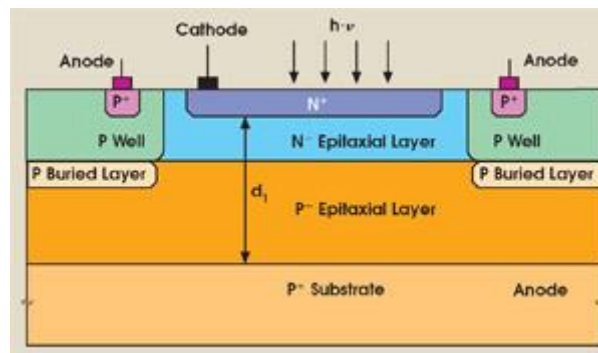 Cathode
h·ν
Anode
Anode
P⁺
N⁺
P⁺
P Well
N⁻ Epitaxial Layer
P Well
P Buried Layer
P Buried Layer
d₁
P⁻ Epitaxial Layer
P⁺ Substrate
Anode